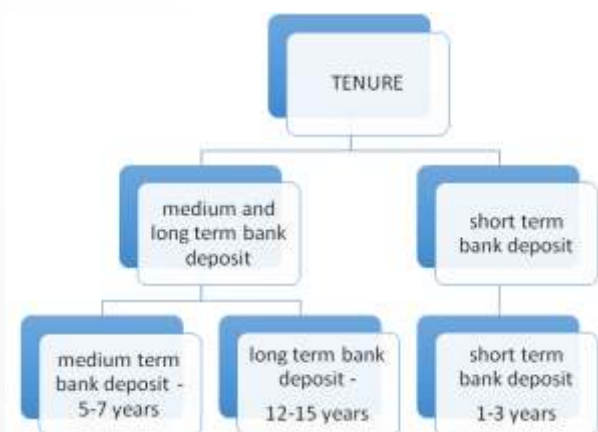 TENURE
medium and
long term bank
deposit
short term
bank deposit
medium term
bank deposit -
5-7 years
long term bank
deposit -
12-15 years
short term
bank deposit
1-3 years